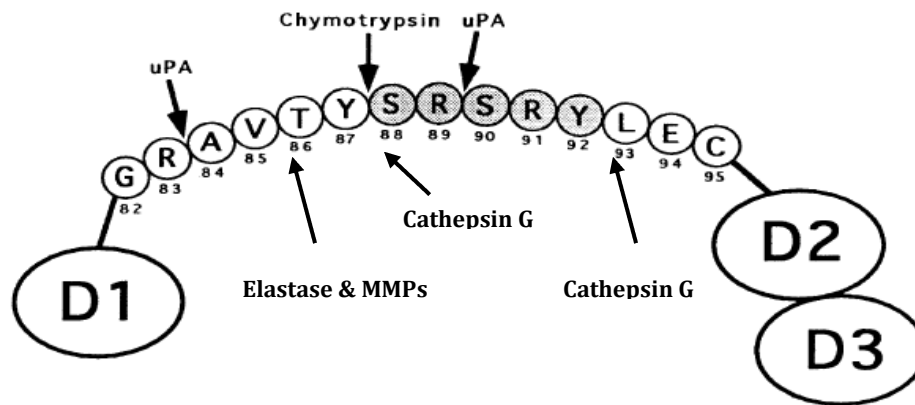 Chymotrypsin uPA
uPA
G R A V T Y S R S R Y L E C
82 83 84 85 86 87 88 89 90 91 92 93 94 95
Cathepsin G
Elastase & MMPs
Cathepsin G
D1
D2
D3